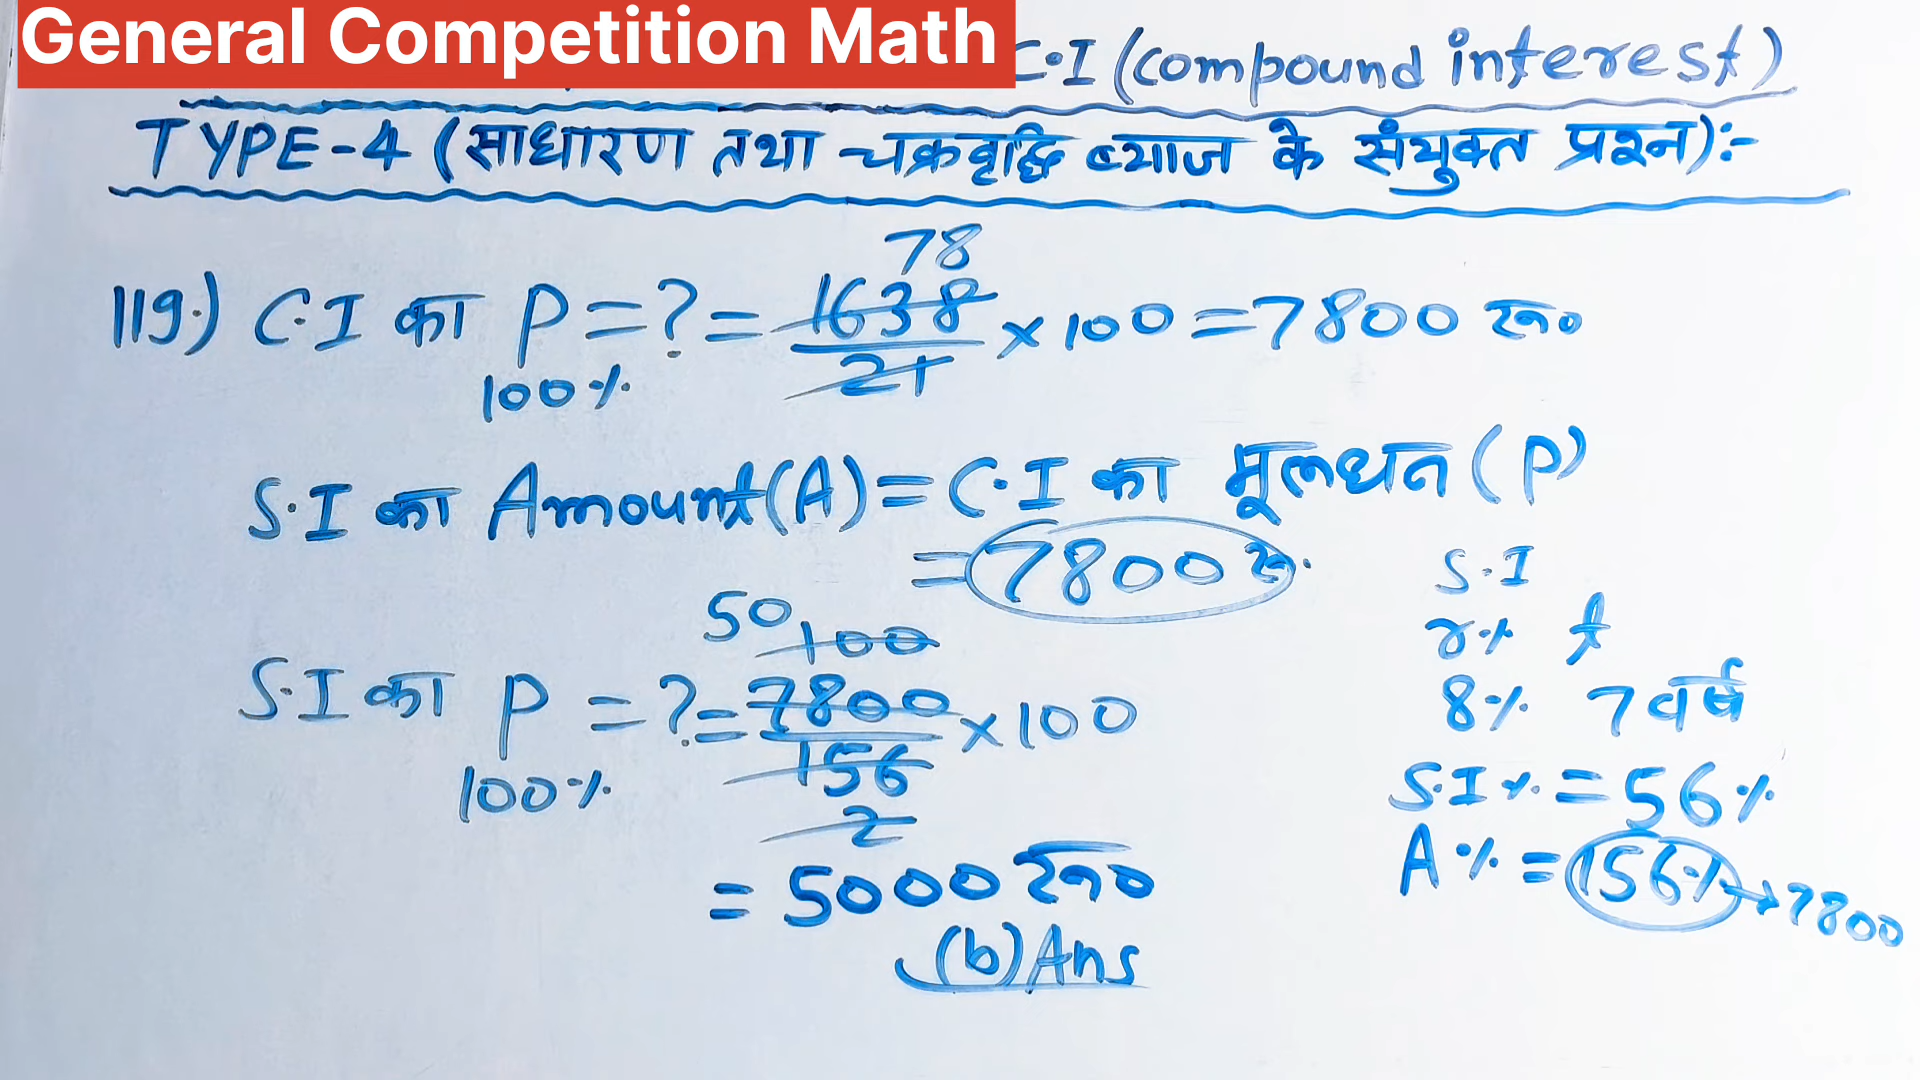 General Competition Math
C.I (compound interest)
TYPE-4 (साधारण तथा चक्रवृद्धि ब्याज के संयुक्त प्रश्न):-
78
119.) C.I का P = ? = 1638/21 × 100 = 7800 रू०
100%
S.I का Amount(A) = C.I का मूलधन (P)
= 7800 रू.
S.I
r% t
8% 7 वर्ष
S.I% = 56%
A% = 156% → 7800
50 100
S.I का P = ? = 7800/156 × 100
100%
2
= 5000 रू०
(b) Ans